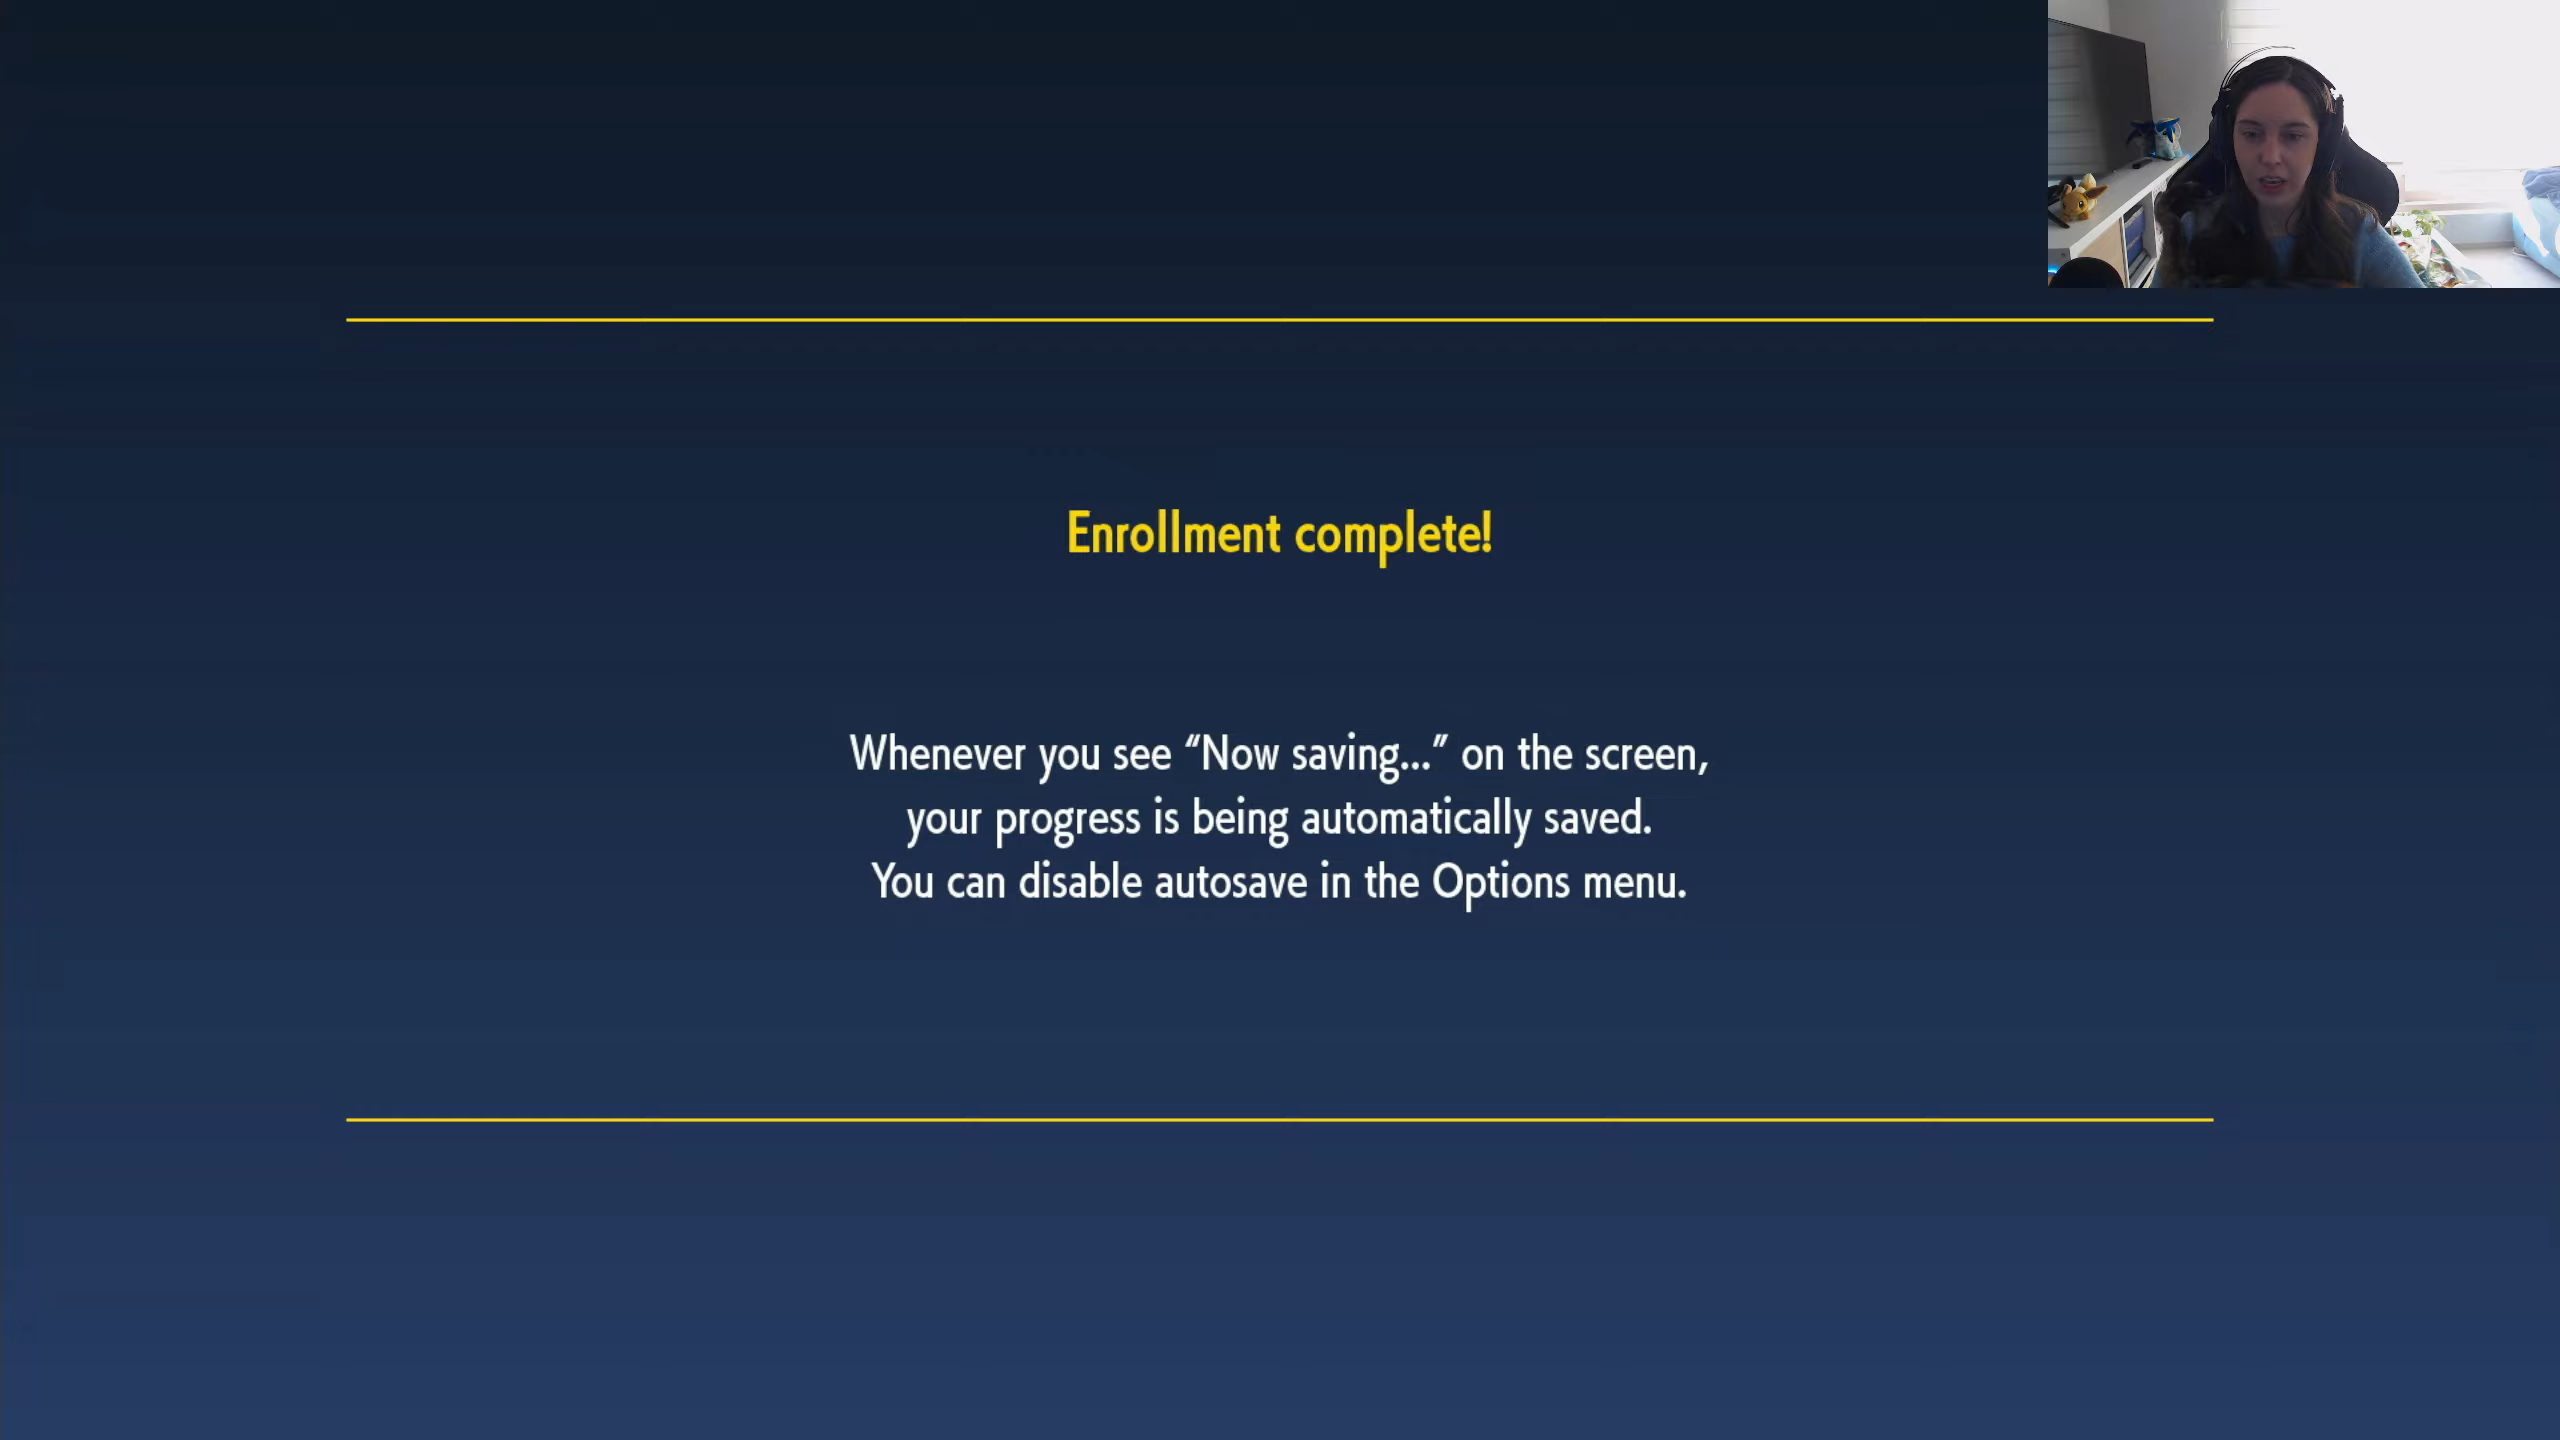 Enrollment complete!
Whenever you see “Now saving...” on the screen,
your progress is being automatically saved.
You can disable autosave in the Options menu.